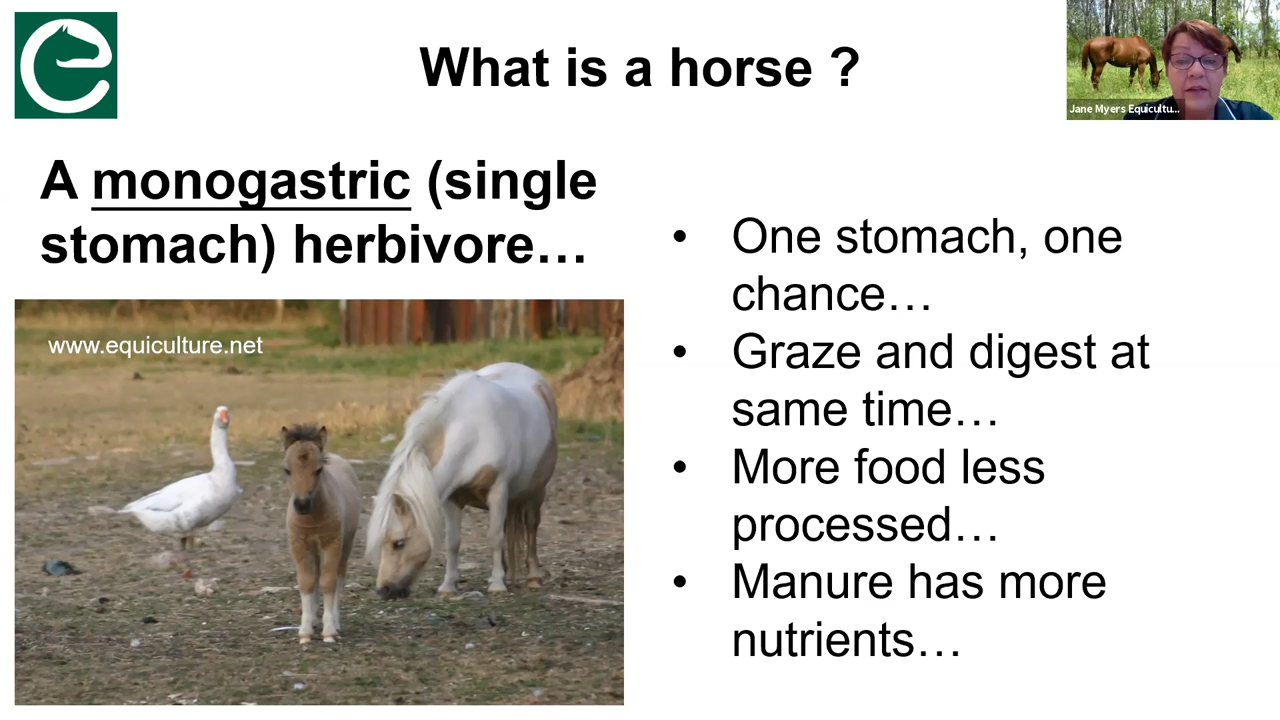 What is a horse ?
Jane Myers Equicultu...
A monogastric (single
stomach) herbivore…
www.equiculture.net
• One stomach, one
chance…
• Graze and digest at
same time…
• More food less
processed…
• Manure has more
nutrients…